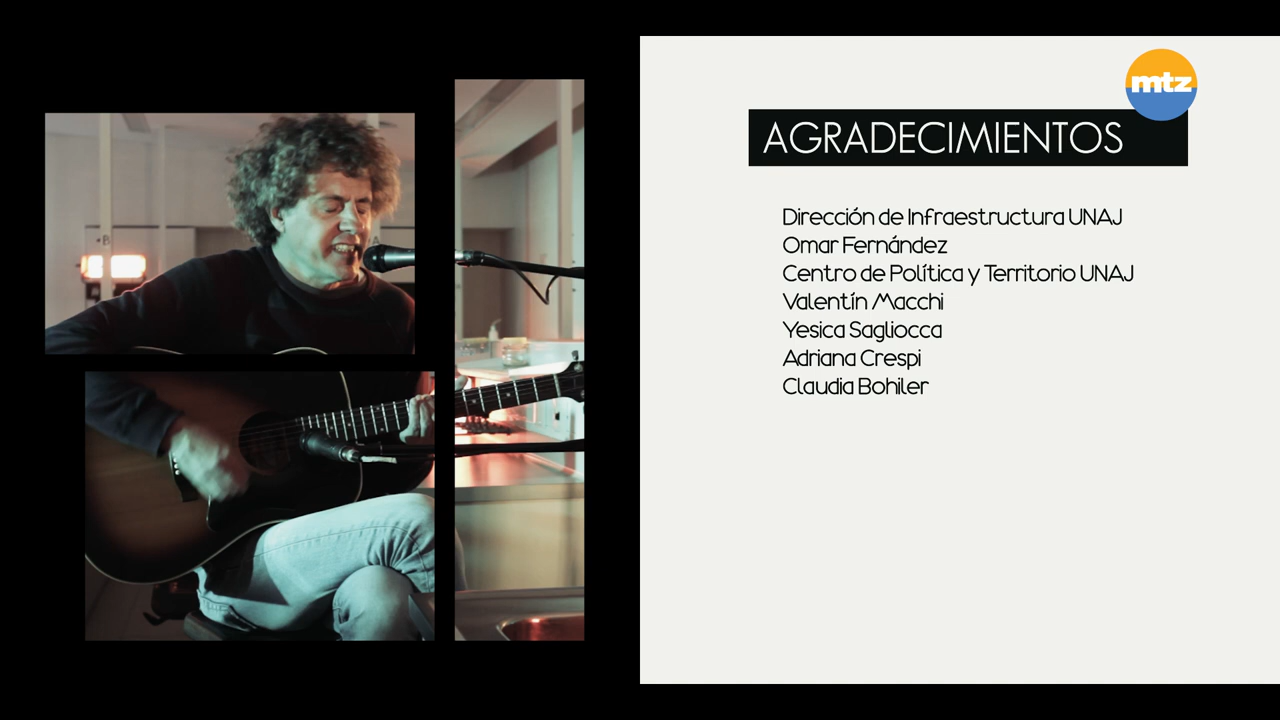 mtz
AGRADECIMIENTOS
Dirección de Infraestructura UNAJ
Omar Fernández
Centro de Política y Territorio UNAJ
Valentín Macchi
Yesica Sagliocca
Adriana Crespi
Claudia Bohiler